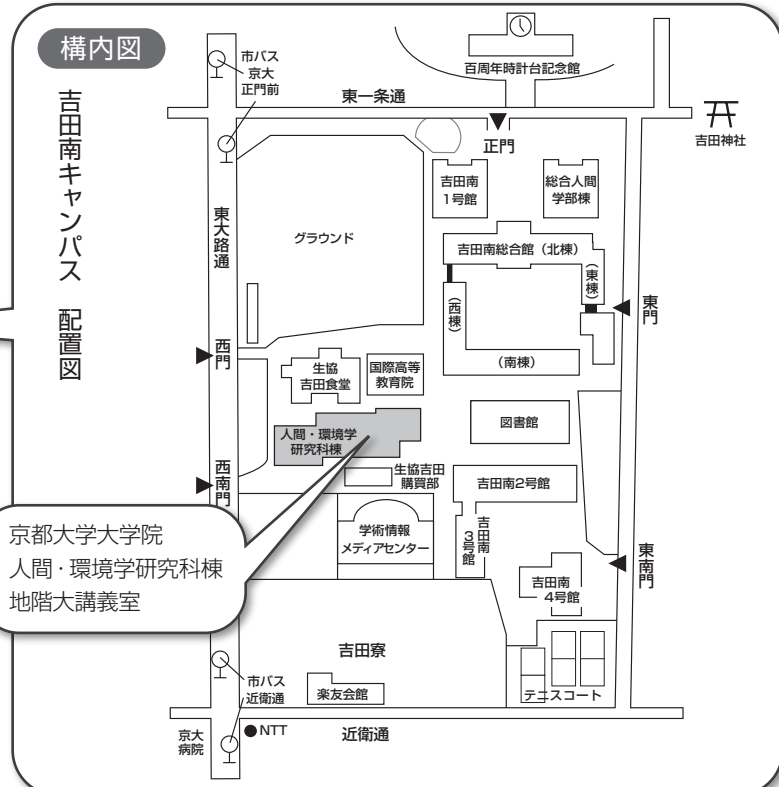 構内図
吉田南キャンパス 配置図
市バス
京大
正門前
百周年時計台記念館
東一条通
正門
吉田神社
吉田南
1号館
総合人間
学部棟
東大路通
グラウンド
吉田南総合館（北棟）
（西棟）
（東棟）
東門
（南棟）
西門
生協
吉田食堂
国際高等
教育院
図書館
人間・環境学
研究科棟
西南門
生協吉田
購買部
吉田南2号館
吉田南
3号館
学術情報
メディアセンター
京都大学大学院
人間・環境学研究科棟
地階大講義室
吉田南
4号館
東南門
吉田寮
市バス
近衛通
楽友会館
テニスコート
京大
病院
●NTT
近衛通